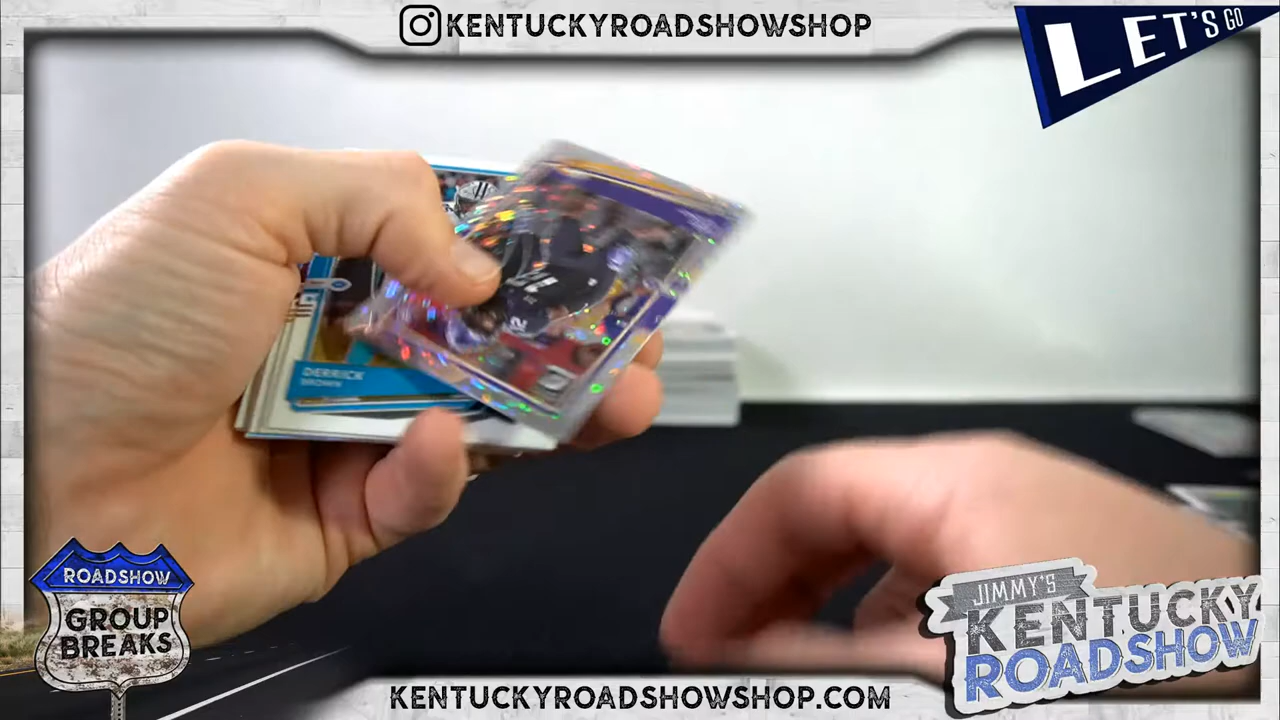 KENTUCKYROADSHOWSHOP
LET'S GO
DERRICK
BROWN
ROADSHOW
GROUP
BREAKS
JIMMY'S
KENTUCKY
ROADSHOW
KENTUCKYROADSHOWSHOP.COM